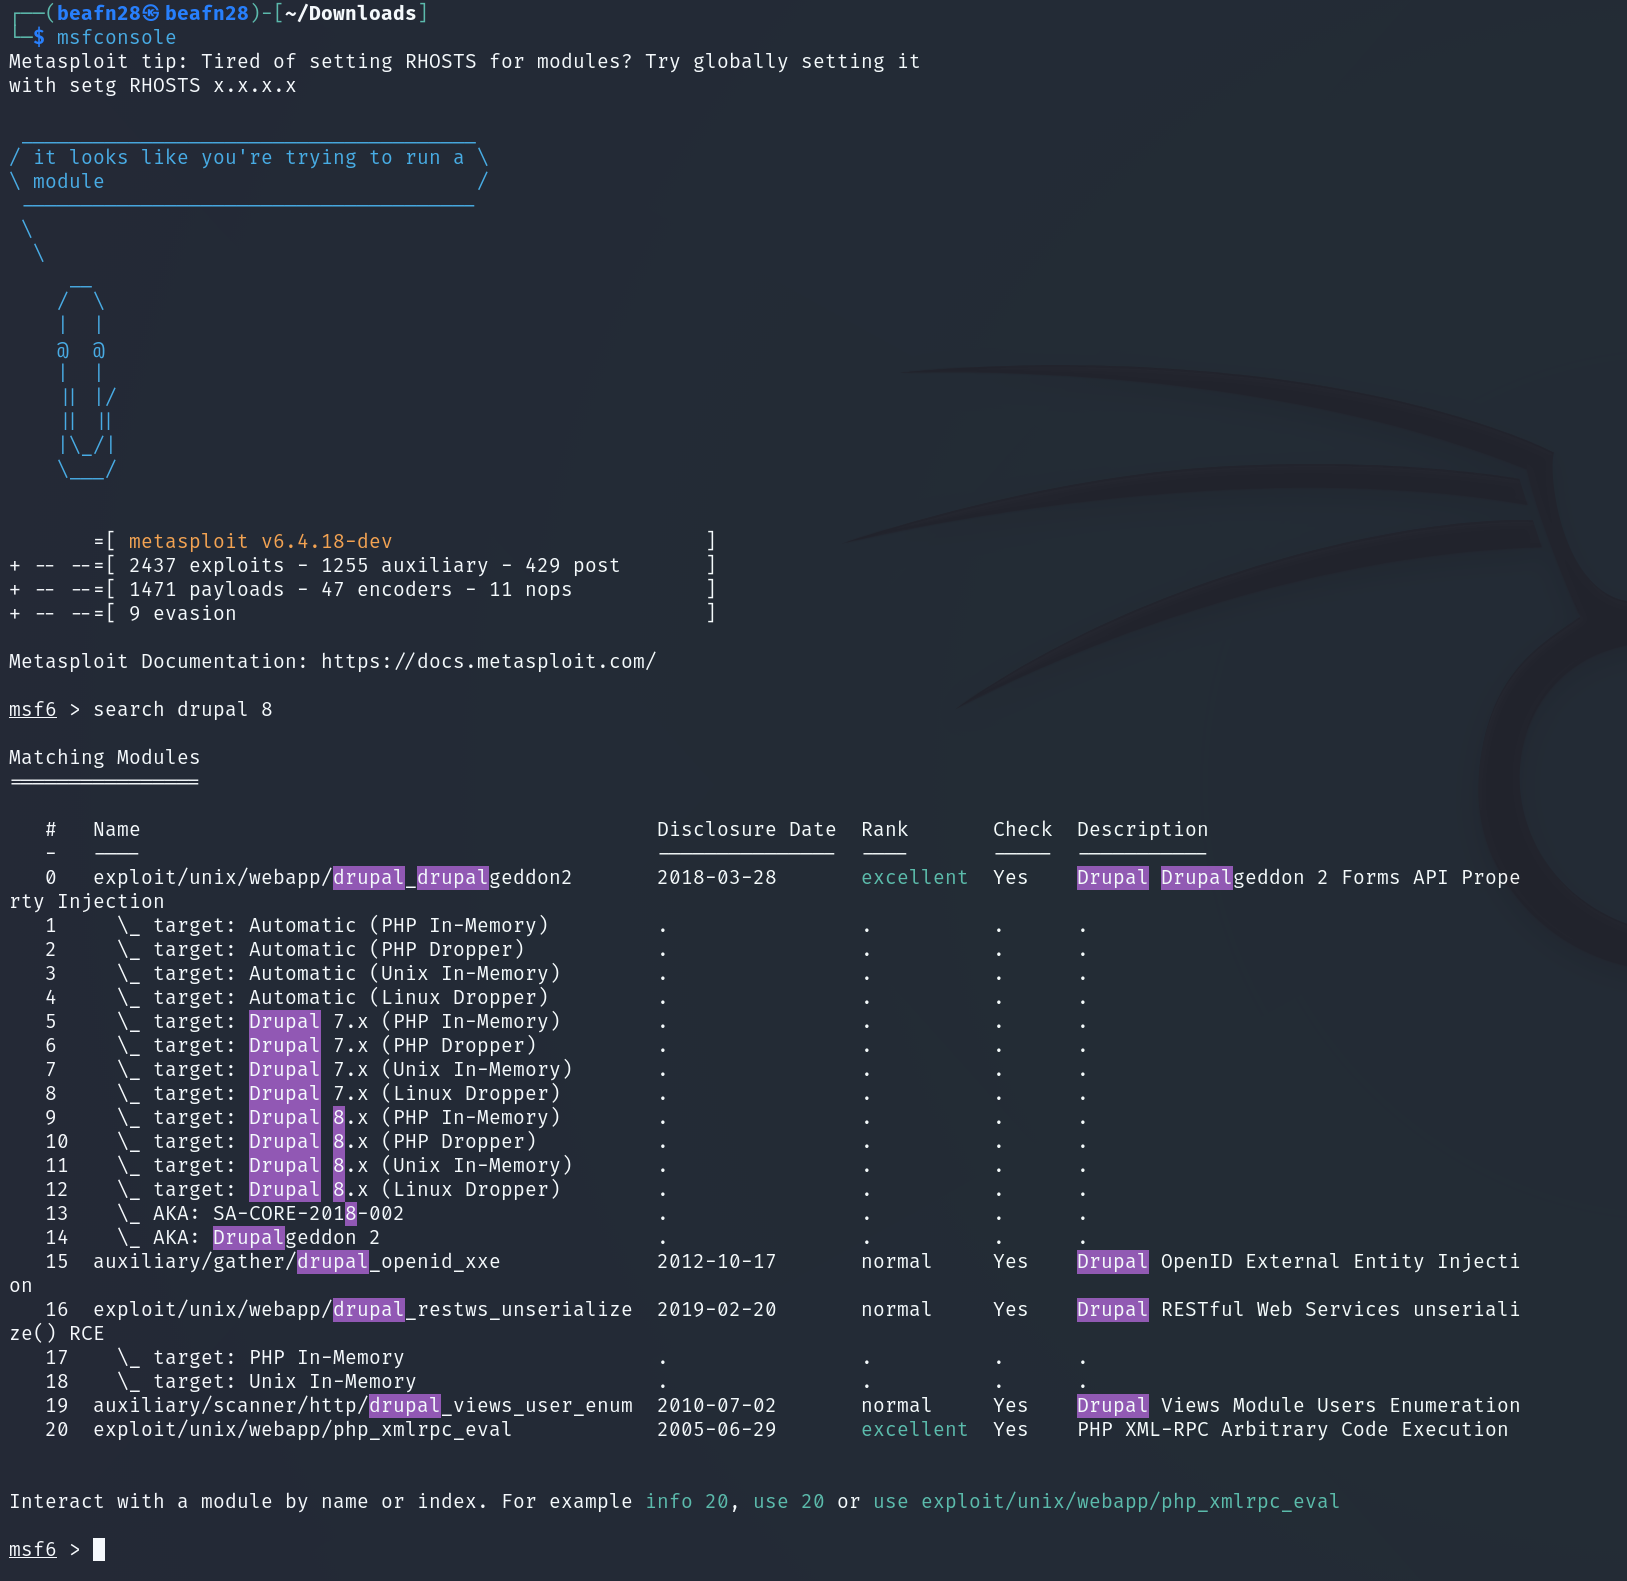 ┌──(beafn28㉿beafn28)-[~/Downloads]
└─$ msfconsole
Metasploit tip: Tired of setting RHOSTS for modules? Try globally setting it
with setg RHOSTS x.x.x.x
 ______________________________________
/ it looks like you're trying to run a \
\ module                               /
 --------------------------------------
 \
  \
     __
    /  \
    |  |
    @  @
    |  |
    || |/
    || ||
    |\_/|
    \___/
       =[ metasploit v6.4.18-dev                          ]
+ -- --=[ 2437 exploits - 1255 auxiliary - 429 post       ]
+ -- --=[ 1471 payloads - 47 encoders - 11 nops           ]
+ -- --=[ 9 evasion                                       ]
Metasploit Documentation: https://docs.metasploit.com/
msf6 > search drupal 8
Matching Modules
================
   #   Name                                           Disclosure Date  Rank       Check  Description
   -   ----                                           ---------------  ----       -----  -----------
   0   exploit/unix/webapp/drupal_drupalgeddon2       2018-03-28       excellent  Yes    Drupal Drupalgeddon 2 Forms API Prope
rty Injection
   1     \_ target: Automatic (PHP In-Memory)         .                .          .      .
   2     \_ target: Automatic (PHP Dropper)           .                .          .      .
   3     \_ target: Automatic (Unix In-Memory)        .                .          .      .
   4     \_ target: Automatic (Linux Dropper)         .                .          .      .
   5     \_ target: Drupal 7.x (PHP In-Memory)        .                .          .      .
   6     \_ target: Drupal 7.x (PHP Dropper)          .                .          .      .
   7     \_ target: Drupal 7.x (Unix In-Memory)       .                .          .      .
   8     \_ target: Drupal 7.x (Linux Dropper)        .                .          .      .
   9     \_ target: Drupal 8.x (PHP In-Memory)        .                .          .      .
   10    \_ target: Drupal 8.x (PHP Dropper)          .                .          .      .
   11    \_ target: Drupal 8.x (Unix In-Memory)       .                .          .      .
   12    \_ target: Drupal 8.x (Linux Dropper)        .                .          .      .
   13    \_ AKA: SA-CORE-2018-002                     .                .          .      .
   14    \_ AKA: Drupalgeddon 2                       .                .          .      .
   15  auxiliary/gather/drupal_openid_xxe             2012-10-17       normal     Yes    Drupal OpenID External Entity Injecti
on
   16  exploit/unix/webapp/drupal_restws_unserialize  2019-02-20       normal     Yes    Drupal RESTful Web Services unseriali
ze() RCE
   17    \_ target: PHP In-Memory                     .                .          .      .
   18    \_ target: Unix In-Memory                    .                .          .      .
   19  auxiliary/scanner/http/drupal_views_user_enum  2010-07-02       normal     Yes    Drupal Views Module Users Enumeration
   20  exploit/unix/webapp/php_xmlrpc_eval            2005-06-29       excellent  Yes    PHP XML-RPC Arbitrary Code Execution
Interact with a module by name or index. For example info 20, use 20 or use exploit/unix/webapp/php_xmlrpc_eval
msf6 >